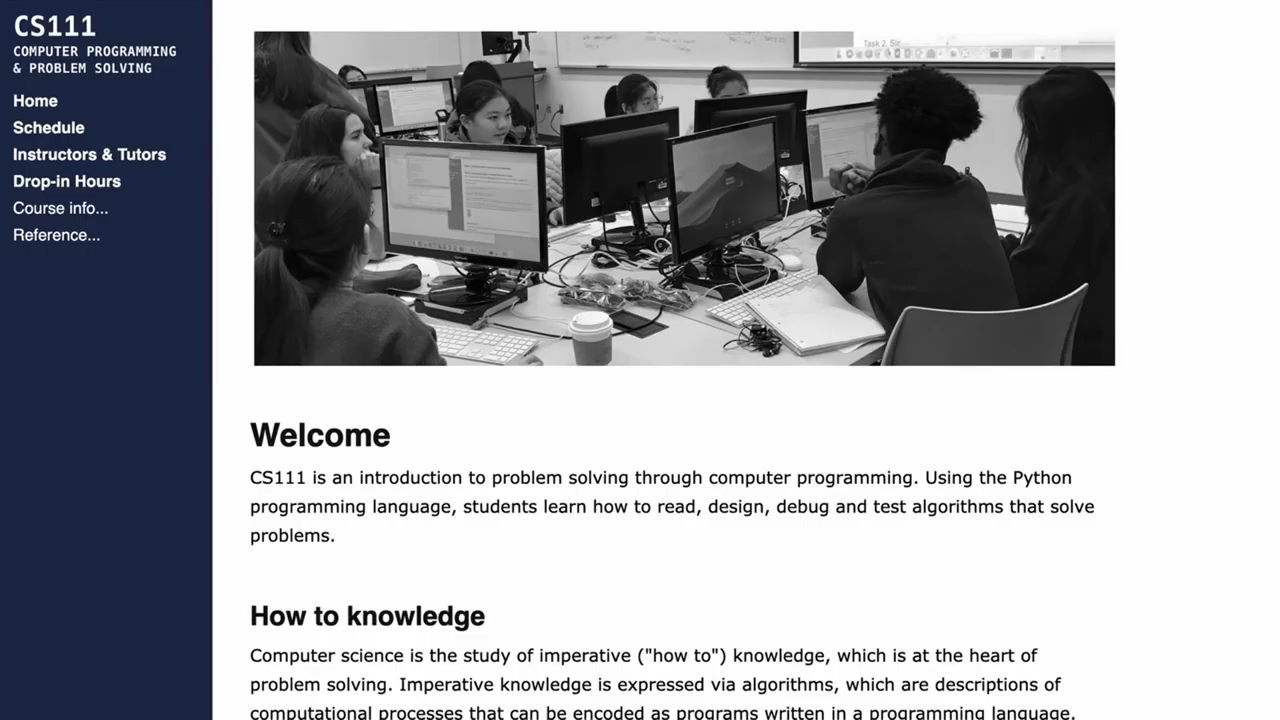 CS111
COMPUTER PROGRAMMING
& PROBLEM SOLVING
Home
Schedule
Instructors & Tutors
Drop-in Hours
Course info...
Reference...
Task 2. Sir
Welcome
CS111 is an introduction to problem solving through computer programming. Using the Python
programming language, students learn how to read, design, debug and test algorithms that solve
problems.
How to knowledge
Computer science is the study of imperative ("how to") knowledge, which is at the heart of
problem solving. Imperative knowledge is expressed via algorithms, which are descriptions of
computational processes that can be encoded as programs written in a programming language.